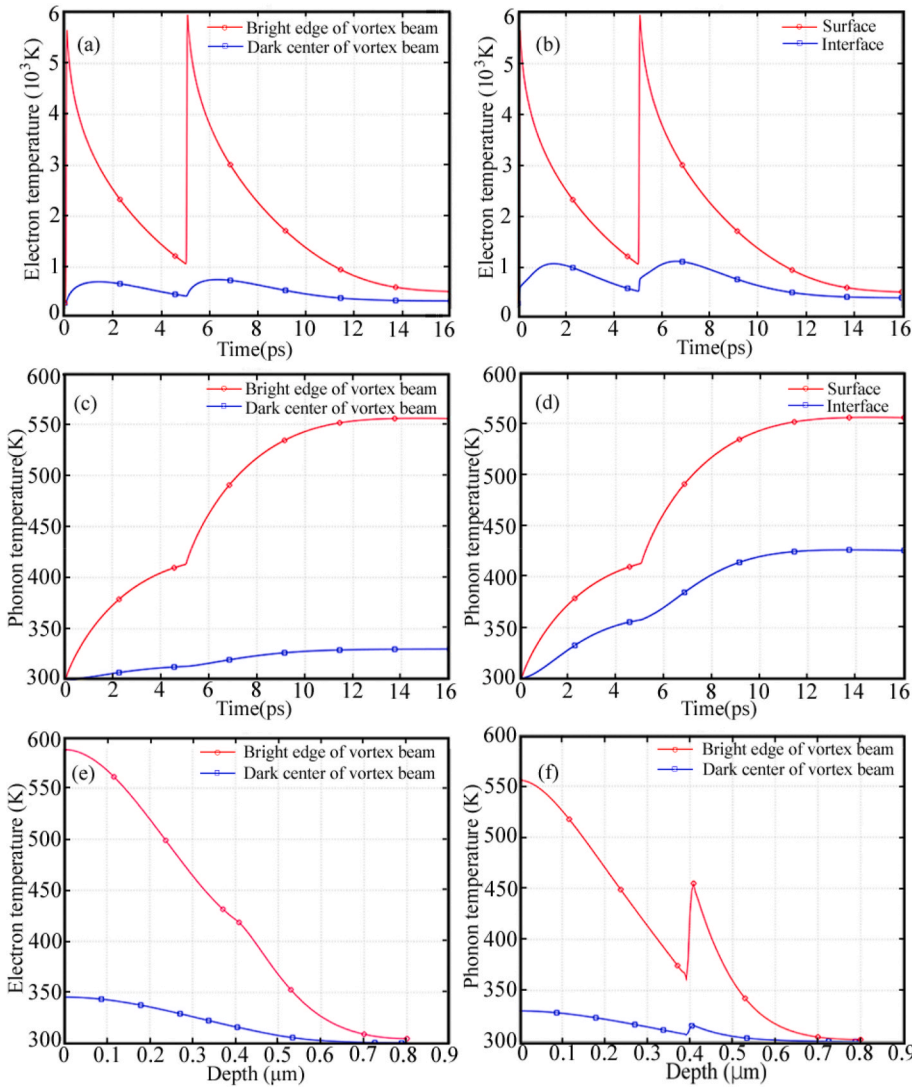 (a)
Bright edge of vortex beam
Dark center of vortex beam
Electron temperature (10³K)
6
5
4
3
2
1
0
0 2 4 6 8 10 12 14 16
Time(ps)
(b)
Surface
Interface
Electron temperature (10³K)
6
5
4
3
2
1
0
0 2 4 6 8 10 12 14 16
Time(ps)
(c)
Bright edge of vortex beam
Dark center of vortex beam
Phonon temperature(K)
600
550
500
450
400
350
300
0 2 4 6 8 10 12 14 16
Time(ps)
(d)
Surface
Interface
Phonon temperature(K)
600
550
500
450
400
350
300
0 2 4 6 8 10 12 14 16
Time(ps)
(e)
Bright edge of vortex beam
Dark center of vortex beam
Electron temperature (K)
600
550
500
450
400
350
300
0 0.1 0.2 0.3 0.4 0.5 0.6 0.7 0.8 0.9
Depth (μm)
(f)
Bright edge of vortex beam
Dark center of vortex beam
Phonon temperature (K)
600
550
500
450
400
350
300
0 0.1 0.2 0.3 0.4 0.5 0.6 0.7 0.8 0.9
Depth (μm)